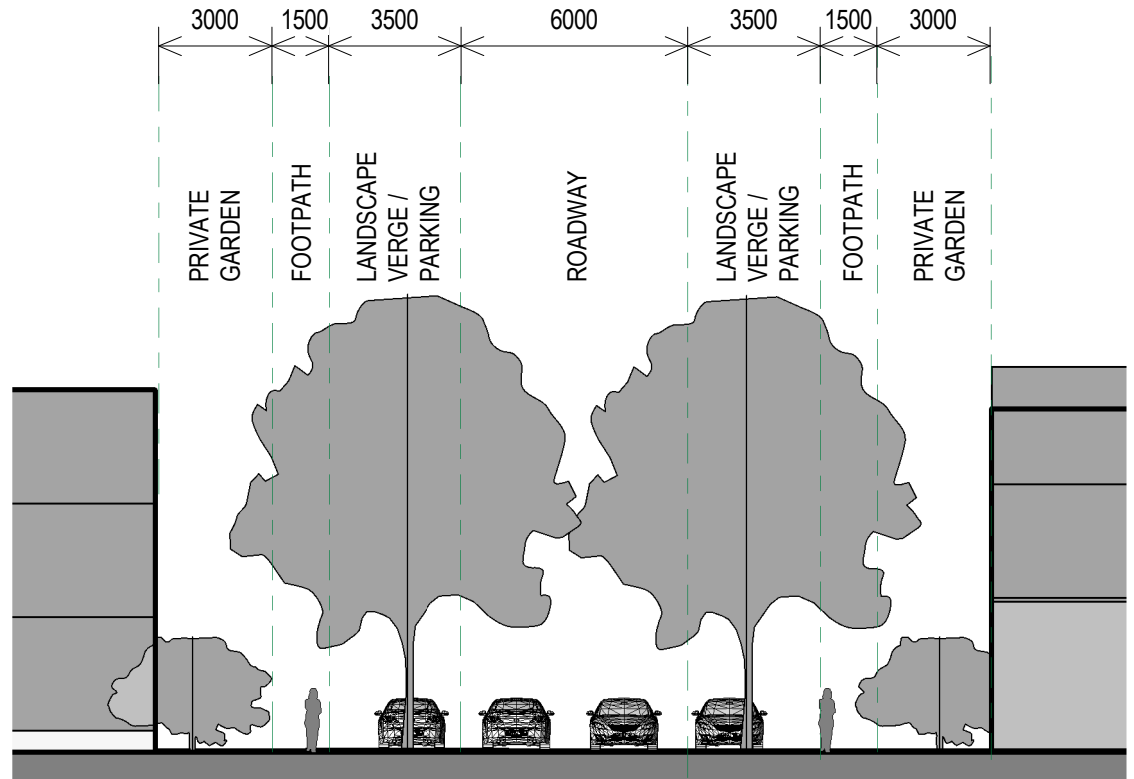 3000
1500
3500
6000
3500
1500
3000
PRIVATE
GARDEN
FOOTPATH
LANDSCAPE
VERGE /
PARKING
ROADWAY
LANDSCAPE
VERGE /
PARKING
FOOTPATH
PRIVATE
GARDEN